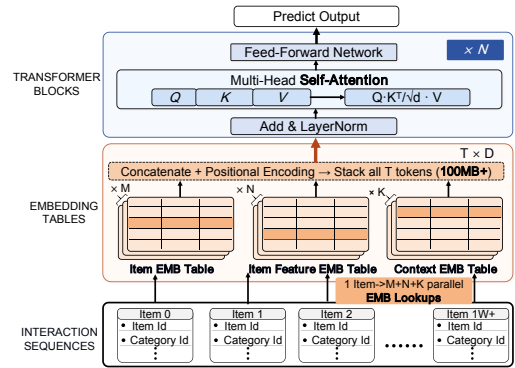 Predict Output
Feed-Forward Network
× N
TRANSFORMER
BLOCKS
Multi-Head Self-Attention
Q K V Q·Kᵀ/√d · V
Add & LayerNorm
T × D
Concatenate + Positional Encoding → Stack all T tokens (100MB+)
× M × N × K
EMBEDDING
TABLES
Item EMB Table Item Feature EMB Table Context EMB Table
1 Item->M+N+K parallel
EMB Lookups
INTERACTION
SEQUENCES
Item 0 Item 1 Item 2 Item 1W+
• Item Id • Item Id • Item Id • Item Id
• Category Id • Category Id • Category Id ...... • Category Id
⋮ ⋮ ⋮ ⋮